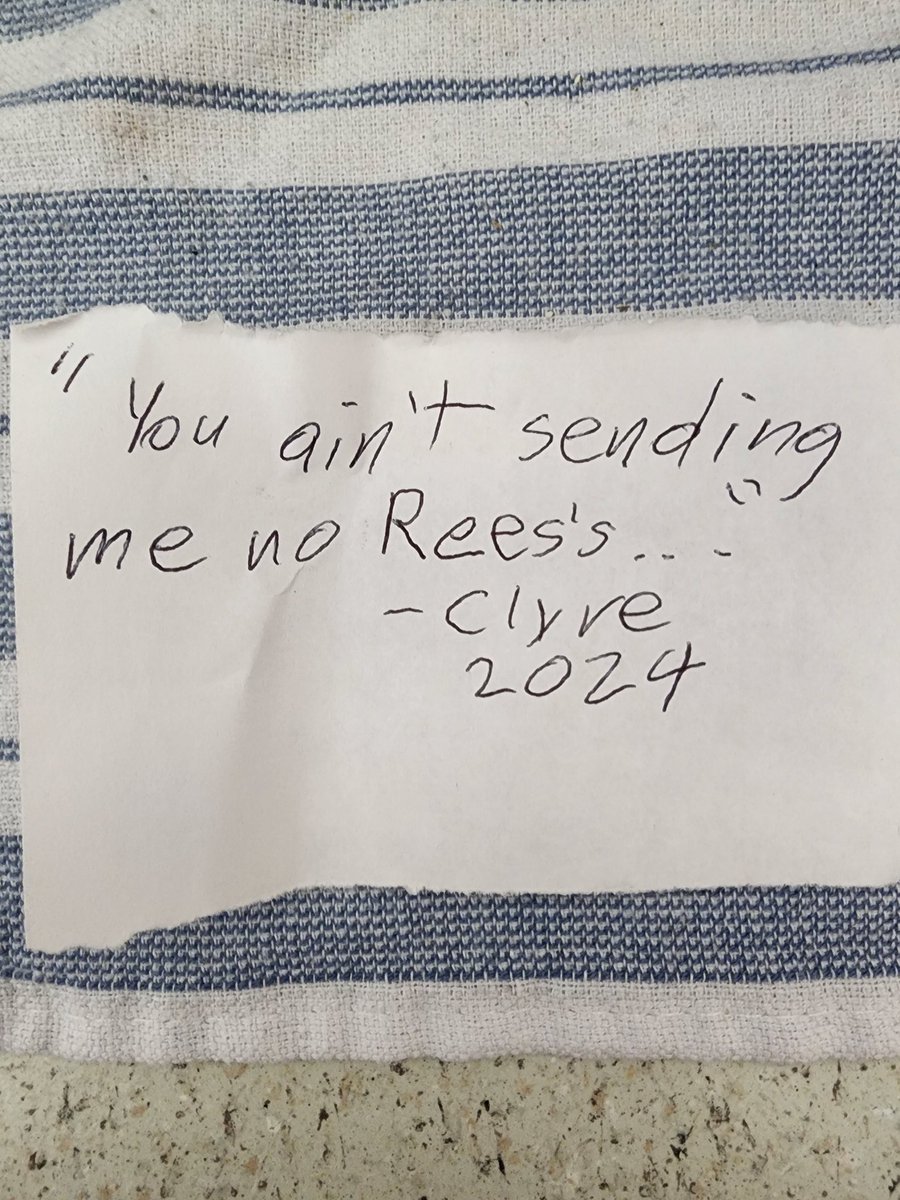 "You ain't sending
me no Rees's..."
- Clyre
2024